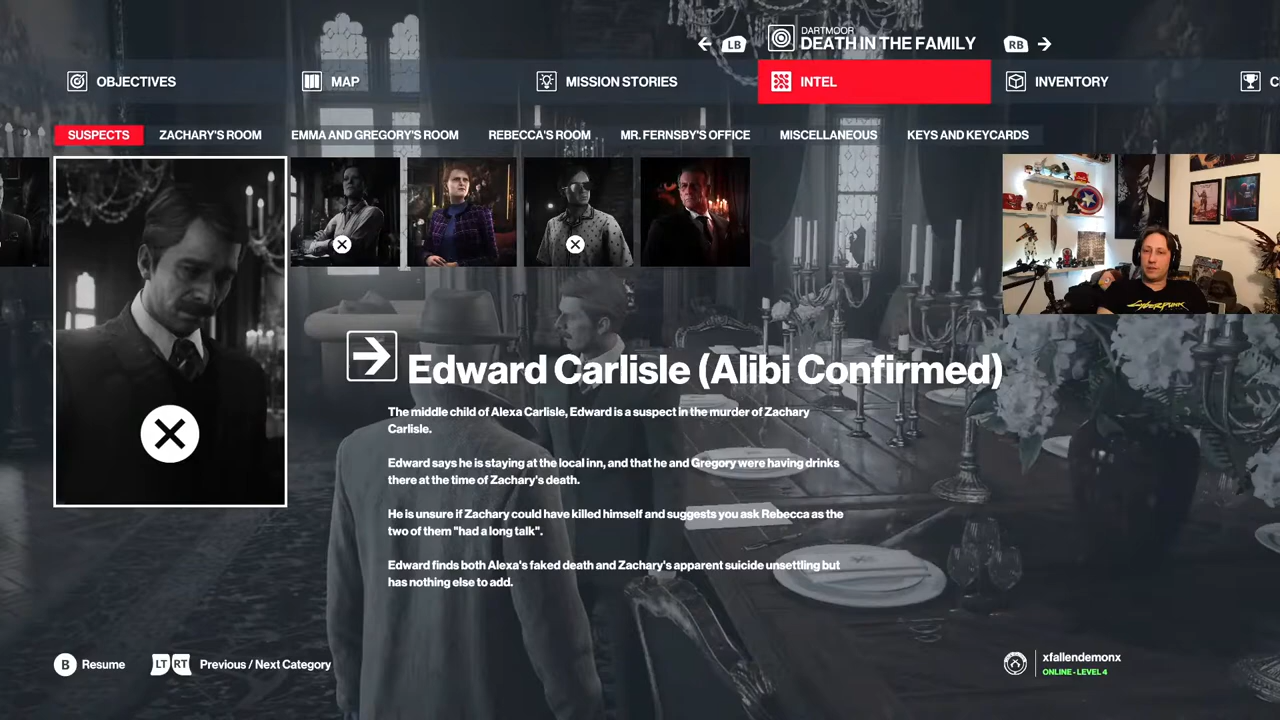 LB
DARTMOOR
DEATH IN THE FAMILY
RB
OBJECTIVES
MAP
MISSION STORIES
INTEL
INVENTORY
C
SUSPECTS
ZACHARY'S ROOM
EMMA AND GREGORY'S ROOM
REBECCA'S ROOM
MR. FERNSBY'S OFFICE
MISCELLANEOUS
KEYS AND KEYCARDS
CYBERPUNK
Edward Carlisle (Alibi Confirmed)
The middle child of Alexa Carlisle, Edward is a suspect in the murder of Zachary
Carlisle.
Edward says he is staying at the local inn, and that he and Gregory were having drinks
there at the time of Zachary's death.
He is unsure if Zachary could have killed himself and suggests you ask Rebecca as the
two of them "had a long talk".
Edward finds both Alexa's faked death and Zachary's apparent suicide unsettling but
has nothing else to add.
B Resume
LT RT Previous / Next Category
xfallendemonx
ONLINE - LEVEL 4